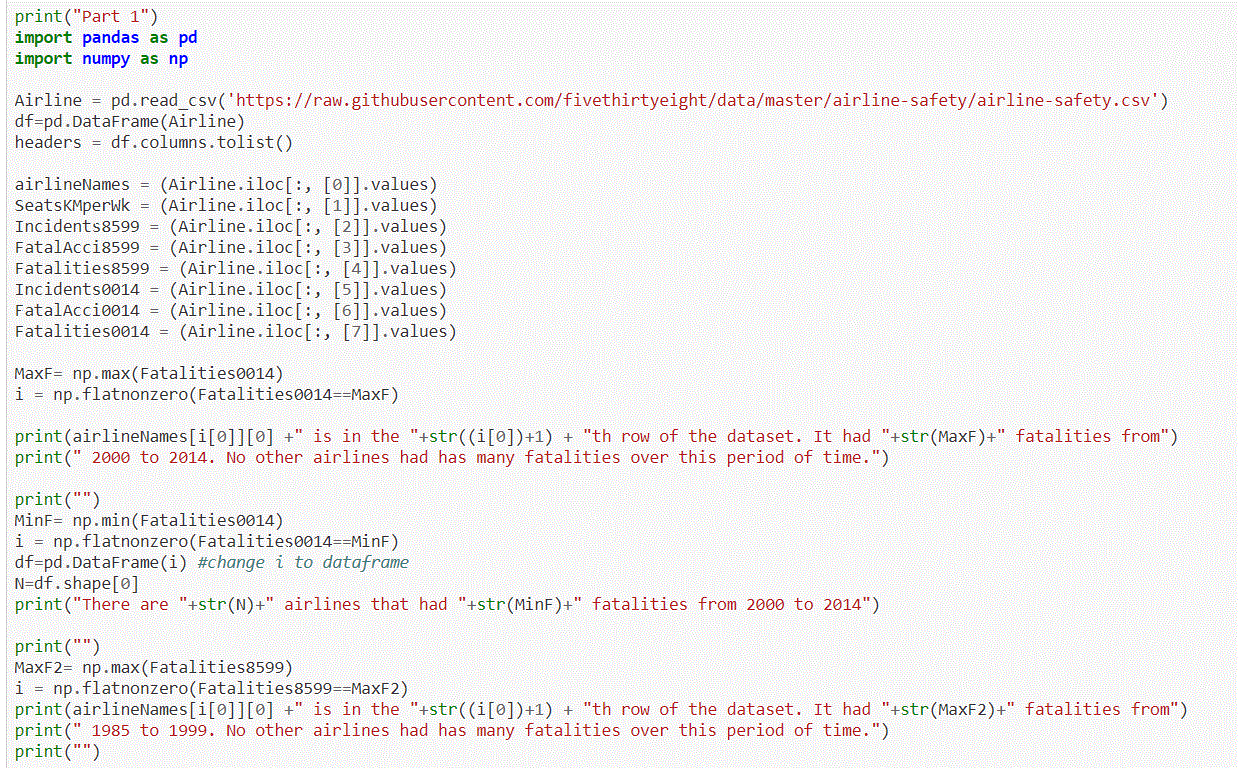 print("Part 1")
import pandas as pd
import numpy as np
Airline = pd.read_csv('https://raw.githubusercontent.com/fivethirtyeight/data/master/airline-safety/airline-safety.csv')
df=pd.DataFrame(Airline)
headers = df.columns.tolist()
airlineNames = (Airline.iloc[:, [0]].values)
SeatsKMperWk = (Airline.iloc[:, [1]].values)
Incidents8599 = (Airline.iloc[:, [2]].values)
FatalAcci8599 = (Airline.iloc[:, [3]].values)
Fatalities8599 = (Airline.iloc[:, [4]].values)
Incidents0014 = (Airline.iloc[:, [5]].values)
FatalAcci0014 = (Airline.iloc[:, [6]].values)
Fatalities0014 = (Airline.iloc[:, [7]].values)
MaxF= np.max(Fatalities0014)
i = np.flatnonzero(Fatalities0014==MaxF)
print(airlineNames[i[0]][0] +" is in the "+str((i[0])+1) + "th row of the dataset. It had "+str(MaxF)+" fatalities from")
print(" 2000 to 2014. No other airlines had has many fatalities over this period of time.")
print("")
MinF= np.min(Fatalities0014)
i = np.flatnonzero(Fatalities0014==MinF)
df=pd.DataFrame(i) #change i to dataframe
N=df.shape[0]
print("There are "+str(N)+" airlines that had "+str(MinF)+" fatalities from 2000 to 2014")
print("")
MaxF2= np.max(Fatalities8599)
i = np.flatnonzero(Fatalities8599==MaxF2)
print(airlineNames[i[0]][0] +" is in the "+str((i[0])+1) + "th row of the dataset. It had "+str(MaxF2)+" fatalities from")
print(" 1985 to 1999. No other airlines had has many fatalities over this period of time.")
print("")